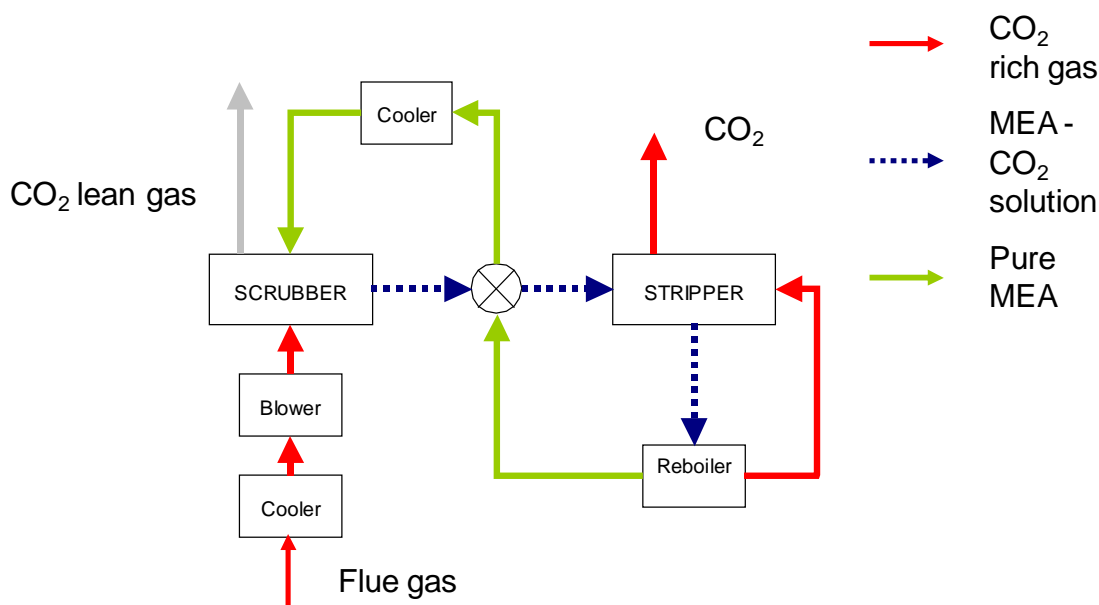 CO₂
rich gas
MEA -
CO₂
solution
Pure
MEA
Cooler
CO₂
CO₂ lean gas
SCRUBBER
STRIPPER
Blower
Reboiler
Cooler
Flue gas